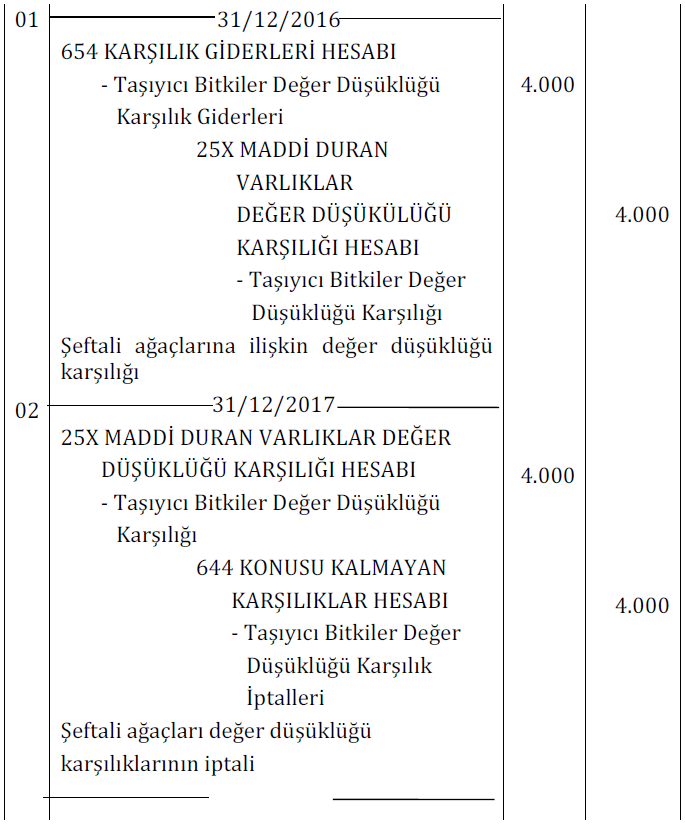 01 31/12/2016
654 KARŞILIK GİDERLERİ HESABI
- Taşıyıcı Bitkiler Değer Düşüklüğü 4.000
Karşılık Giderleri
25X MADDİ DURAN
VARLIKLAR
DEĞER DÜŞÜKÜLÜĞÜ 4.000
KARŞILIĞI HESABI
- Taşıyıcı Bitkiler Değer
Düşüklüğü Karşılığı
Şeftali ağaçlarına ilişkin değer düşüklüğü
karşılığı
02 31/12/2017
25X MADDİ DURAN VARLIKLAR DEĞER
DÜŞÜKLÜĞÜ KARŞILIĞI HESABI 4.000
- Taşıyıcı Bitkiler Değer Düşüklüğü
Karşılığı
644 KONUSU KALMAYAN
KARŞILIKLAR HESABI 4.000
- Taşıyıcı Bitkiler Değer
Düşüklüğü Karşılık
İptalleri
Şeftali ağaçları değer düşüklüğü
karşılıklarının iptali